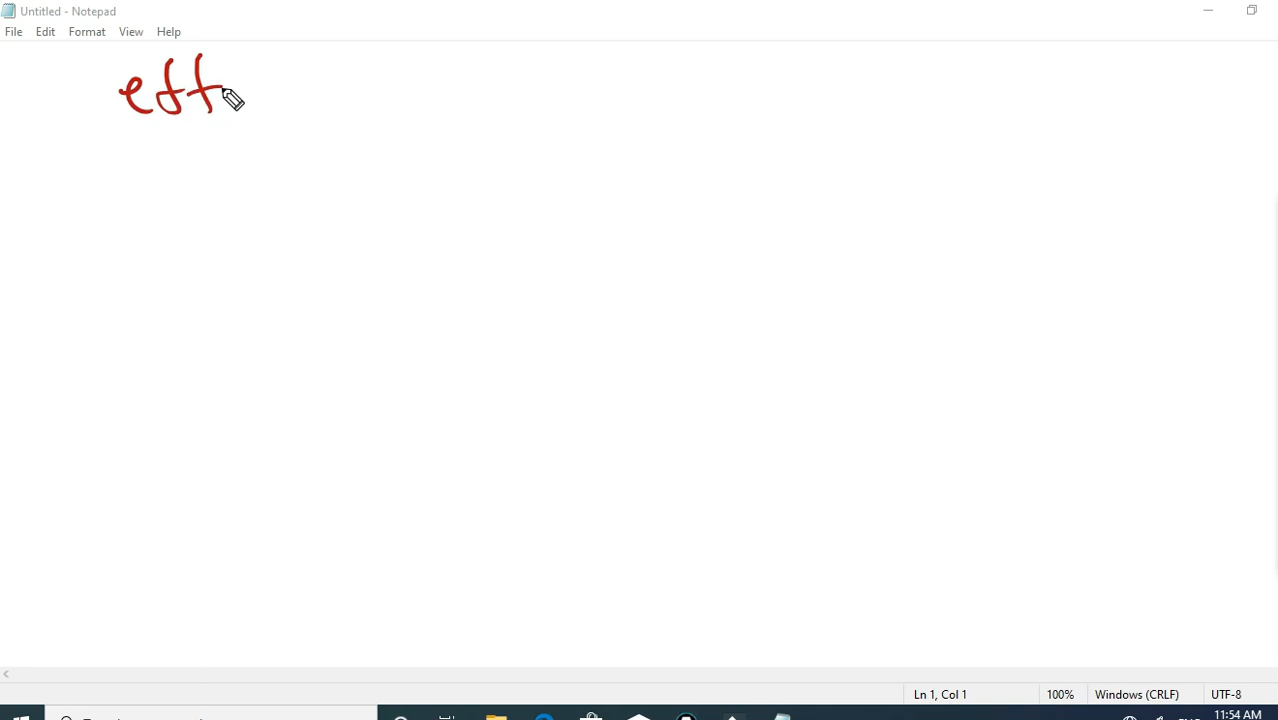 Untitled - Notepad
File Edit Format View Help
eff
Ln 1, Col 1 100% Windows (CRLF) UTF-8
11:54 AM